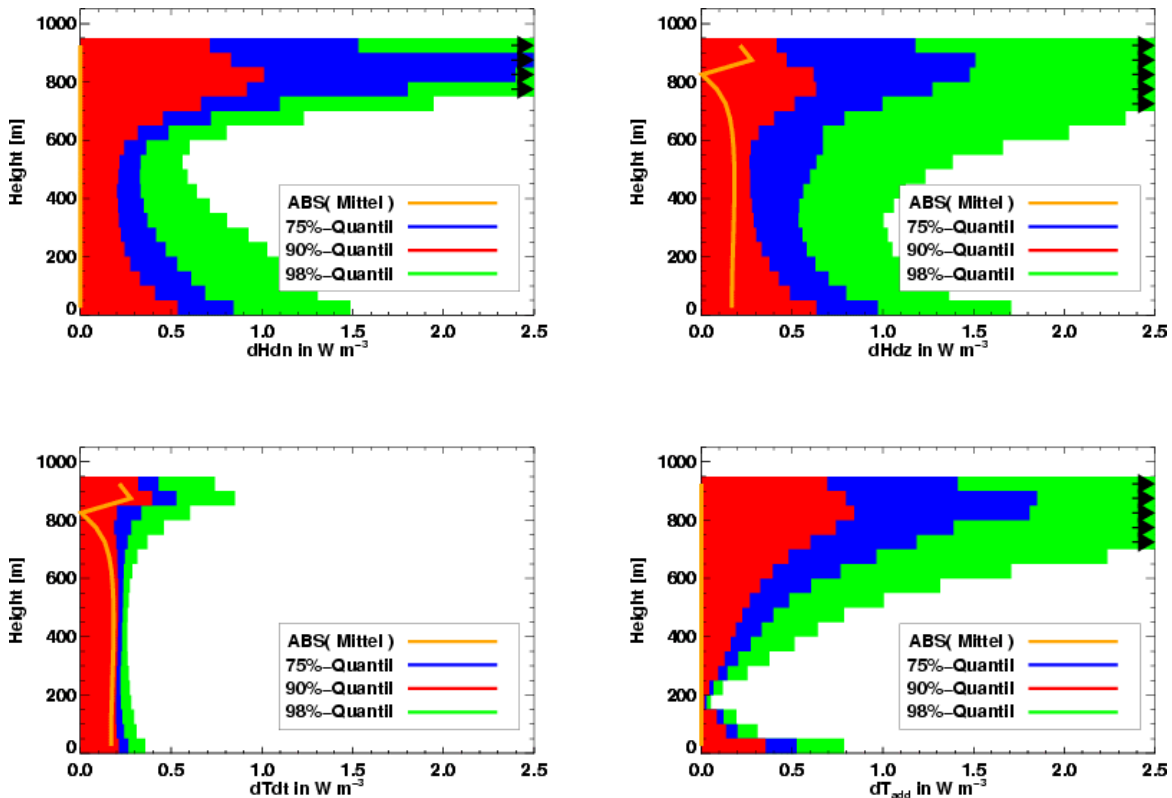 1000
800
600
400
200
0
Height [m]
ABS( Mittel )
75%-Quantil
90%-Quantil
98%-Quantil
0.0 0.5 1.0 1.5 2.0 2.5
dHdn in W m⁻³
1000
800
600
400
200
0
Height [m]
ABS( Mittel )
75%-Quantil
90%-Quantil
98%-Quantil
0.0 0.5 1.0 1.5 2.0 2.5
dHdz in W m⁻³
1000
800
600
400
200
0
Height [m]
ABS( Mittel )
75%-Quantil
90%-Quantil
98%-Quantil
0.0 0.5 1.0 1.5 2.0 2.5
dTdt in W m⁻³
1000
800
600
400
200
0
Height [m]
ABS( Mittel )
75%-Quantil
90%-Quantil
98%-Quantil
0.0 0.5 1.0 1.5 2.0 2.5
dT_add in W m⁻³